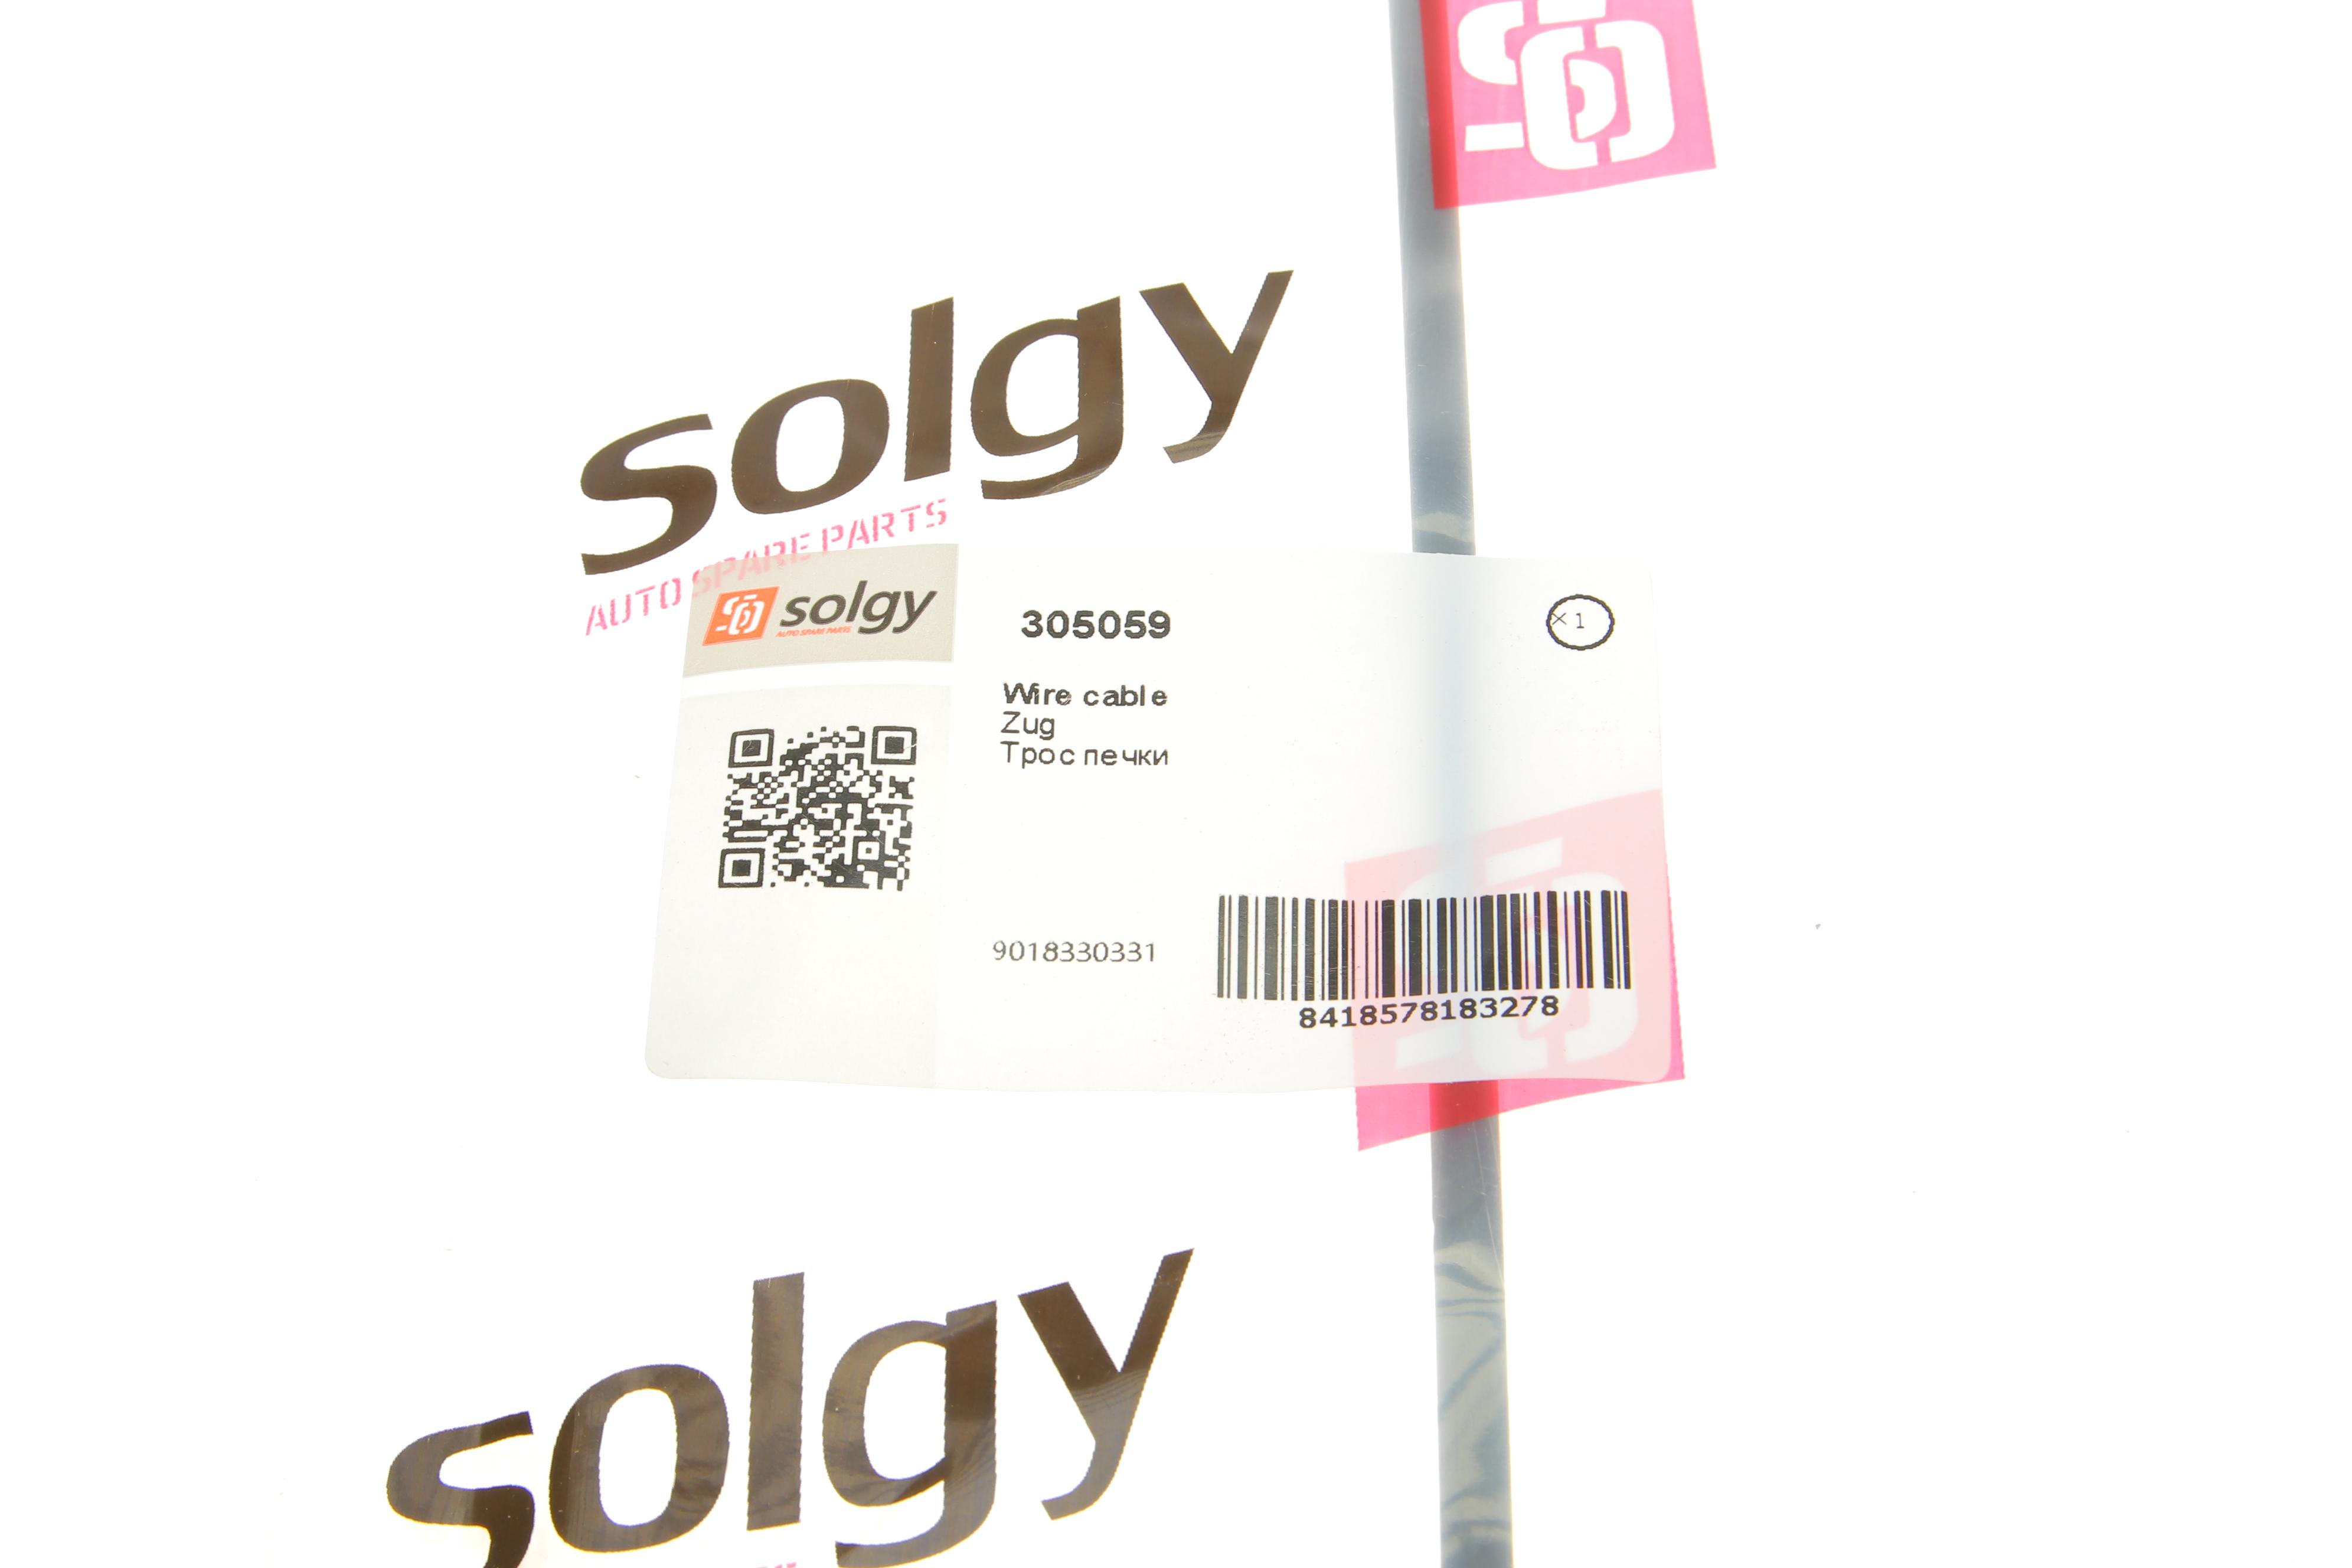 solgy
AUTO SPARE PARTS
solgy
AUTO SPARE PARTS
305059
×1
Wire cable
Zug
Трос печки
9018330331
8418578183278
solgy